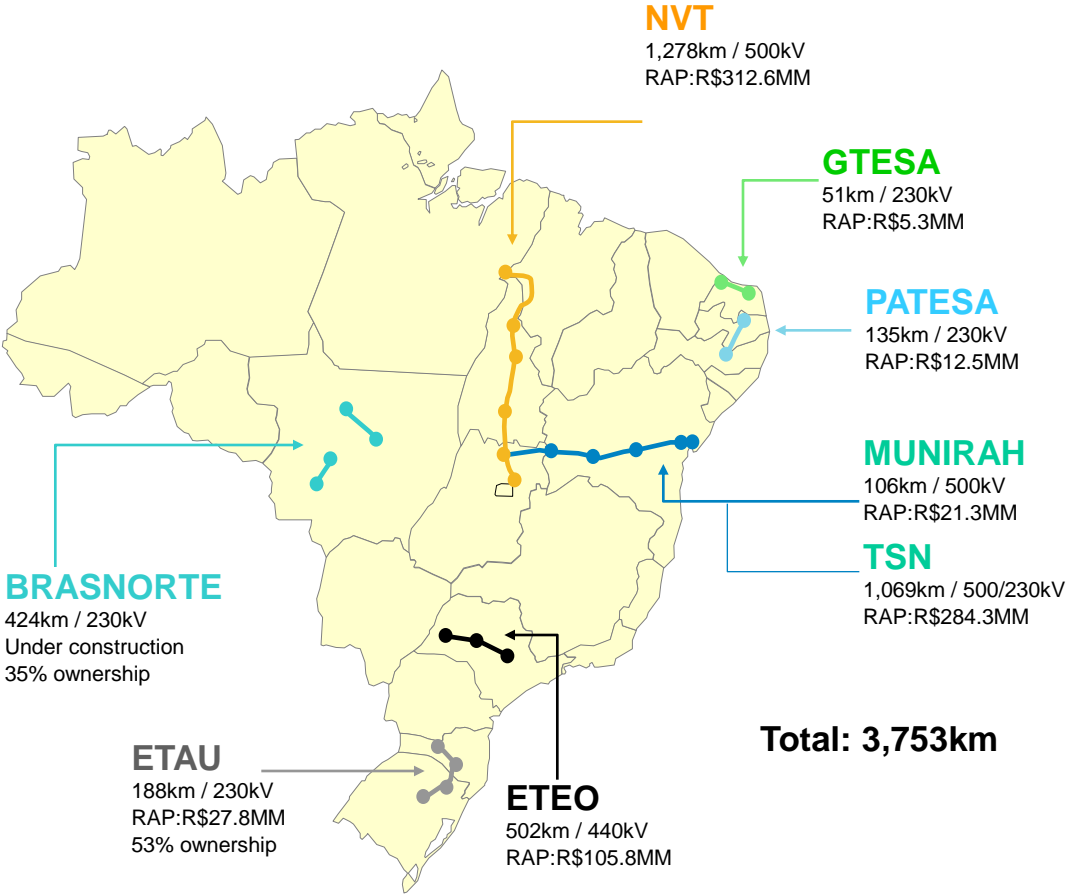 NVT
1,278km / 500kV
RAP:R$312.6MM
GTESA
51km / 230kV
RAP:R$5.3MM
PATESA
135km / 230kV
RAP:R$12.5MM
MUNIRAH
106km / 500kV
RAP:R$21.3MM
TSN
1,069km / 500/230kV
RAP:R$284.3MM
BRASNORTE
424km / 230kV
Under construction
35% ownership
Total: 3,753km
ETAU
188km / 230kV
RAP:R$27.8MM
53% ownership
ETEO
502km / 440kV
RAP:R$105.8MM